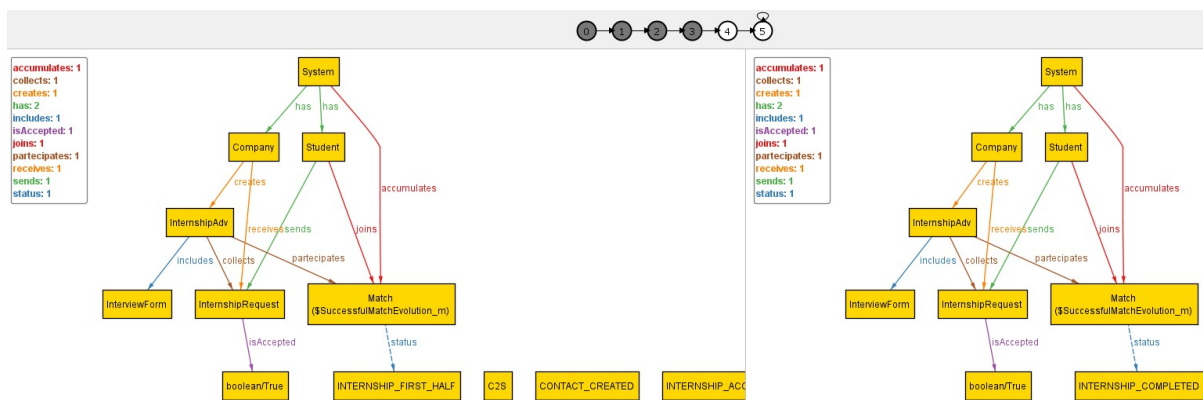 0 1 2 3 4 5
accumulates: 1
collects: 1
creates: 1
has: 2
includes: 1
isAccepted: 1
joins: 1
partecipates: 1
receives: 1
sends: 1
status: 1
System
has has
Company Student
creates
accumulates
InternshipAdv
receives sends joins
includes collects partecipates
InterviewForm InternshipRequest Match
($SuccessfulMatchEvolution_m)
isAccepted status
boolean/True INTERNSHIP_FIRST_HALF C2S CONTACT_CREATED INTERNSHIP_ACC
accumulates: 1
collects: 1
creates: 1
has: 2
includes: 1
isAccepted: 1
joins: 1
partecipates: 1
receives: 1
sends: 1
status: 1
System
has has
Company Student
creates
accumulates
InternshipAdv
receives sends joins
includes collects partecipates
InterviewForm InternshipRequest Match
($SuccessfulMatchEvolution_m)
isAccepted status
boolean/True INTERNSHIP_COMPLETED